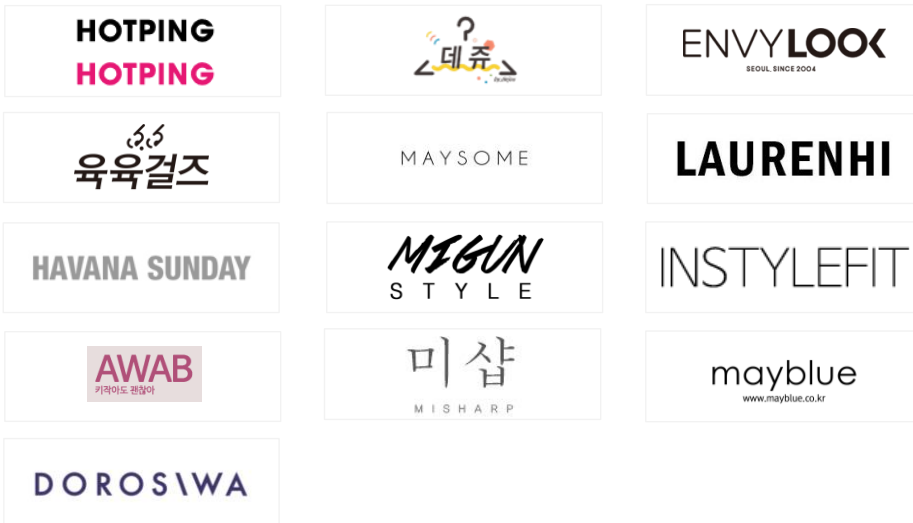 HOTPING
HOTPING
데쥬
ENVYLOOK
SEOUL, SINCE 2004
육육걸즈
MAYSOME
LAURENHI
HAVANA SUNDAY
MIGUN
STYLE
INSTYLEFIT
AWAB
키작아도 괜찮아
미샵
MISHARP
mayblue
www.mayblue.co.kr
DOROSIWA